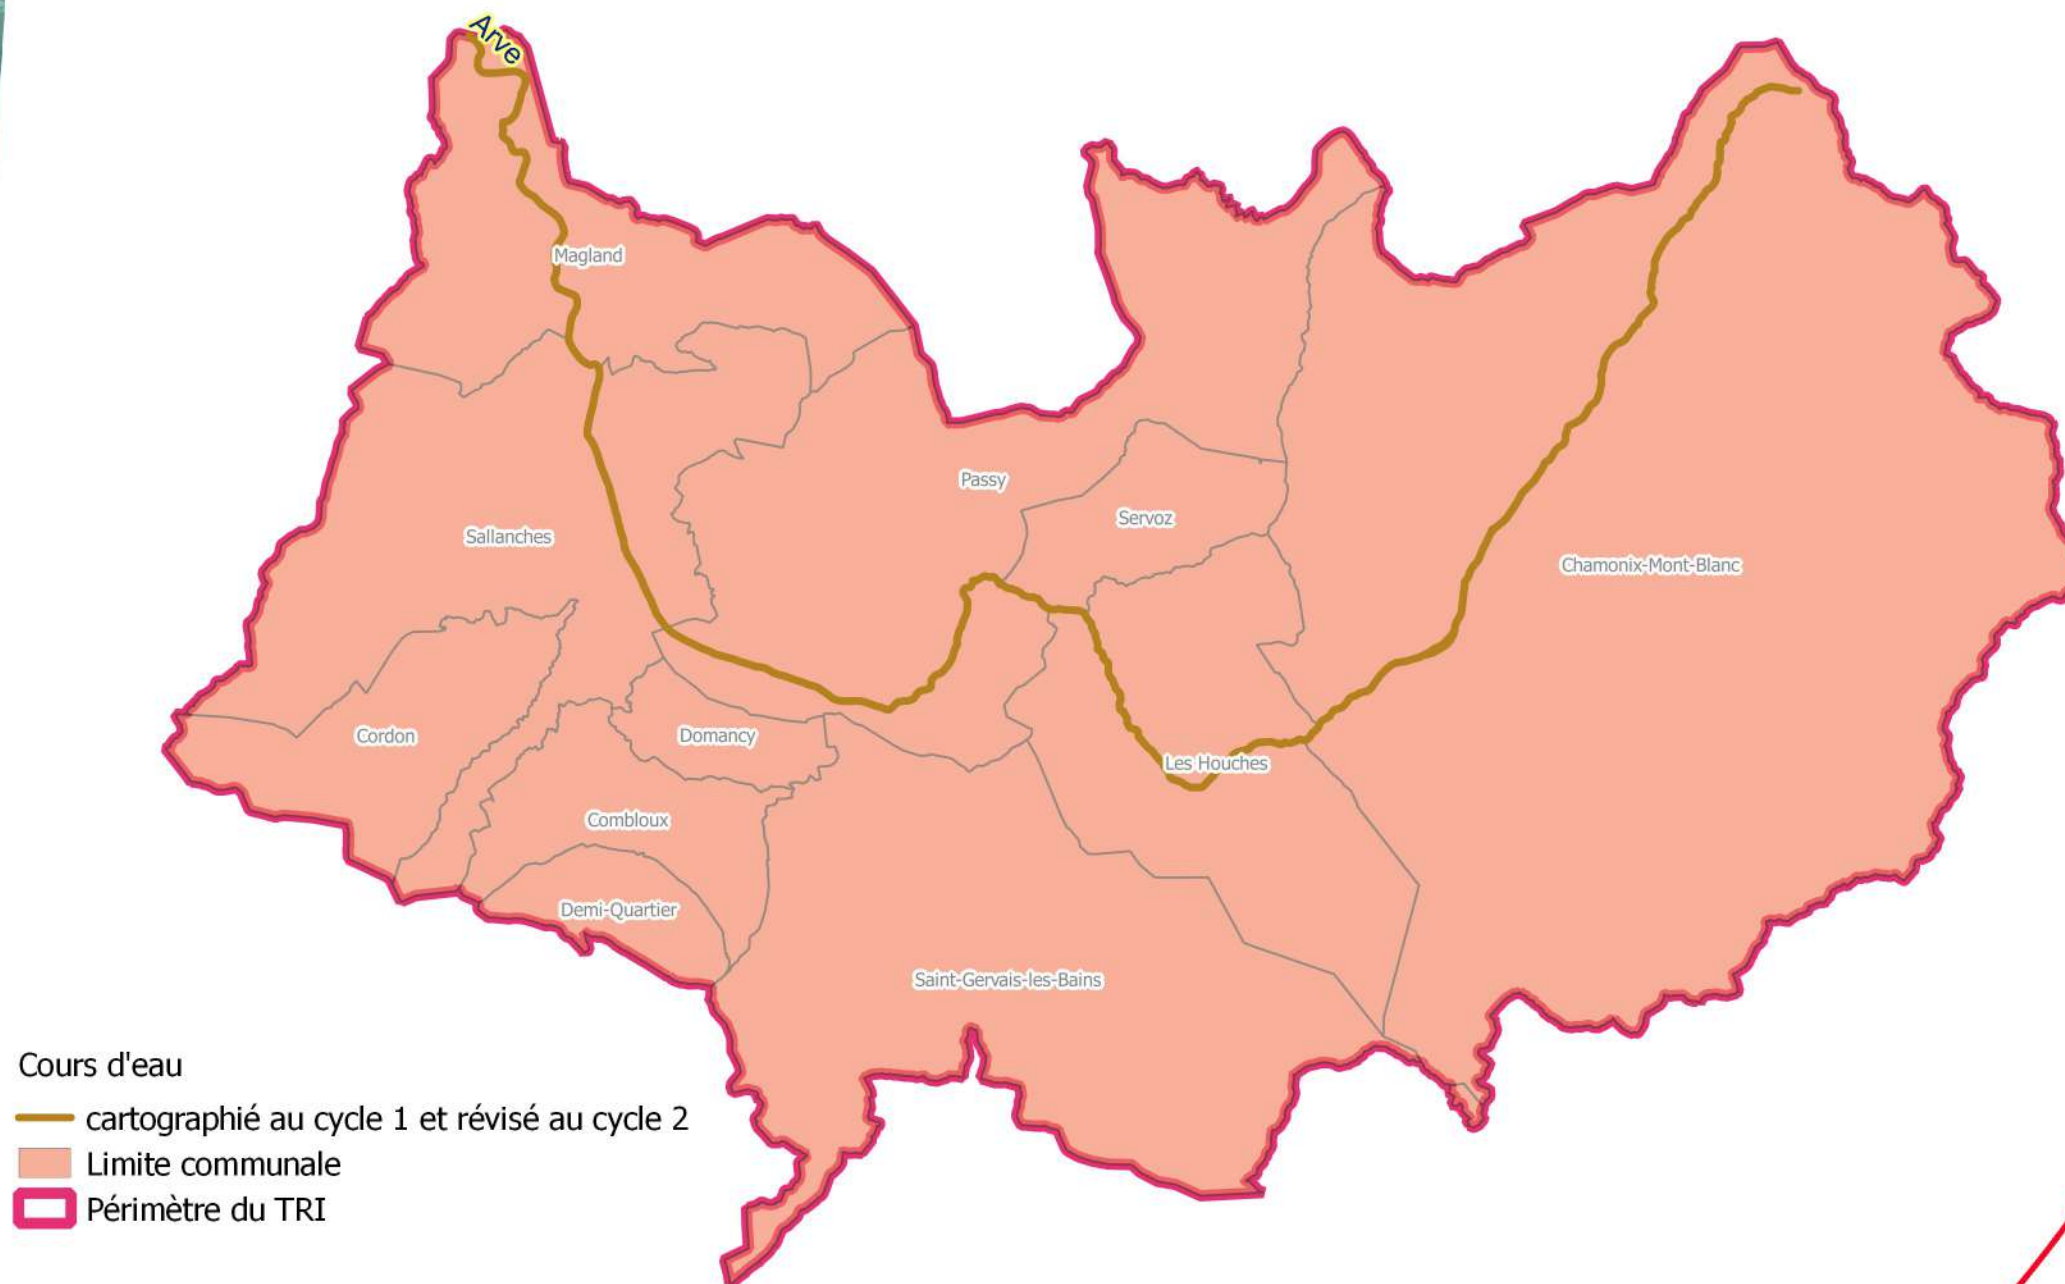 Arve
Magland
Passy
Servoz
Sallanches
Chamonix-Mont-Blanc
Cordon
Domancy
Les Houches
Combloux
Demi-Quartier
Saint-Gervais-les-Bains
Cours d'eau
cartographié au cycle 1 et révisé au cycle 2
Limite communale
Périmètre du TRI